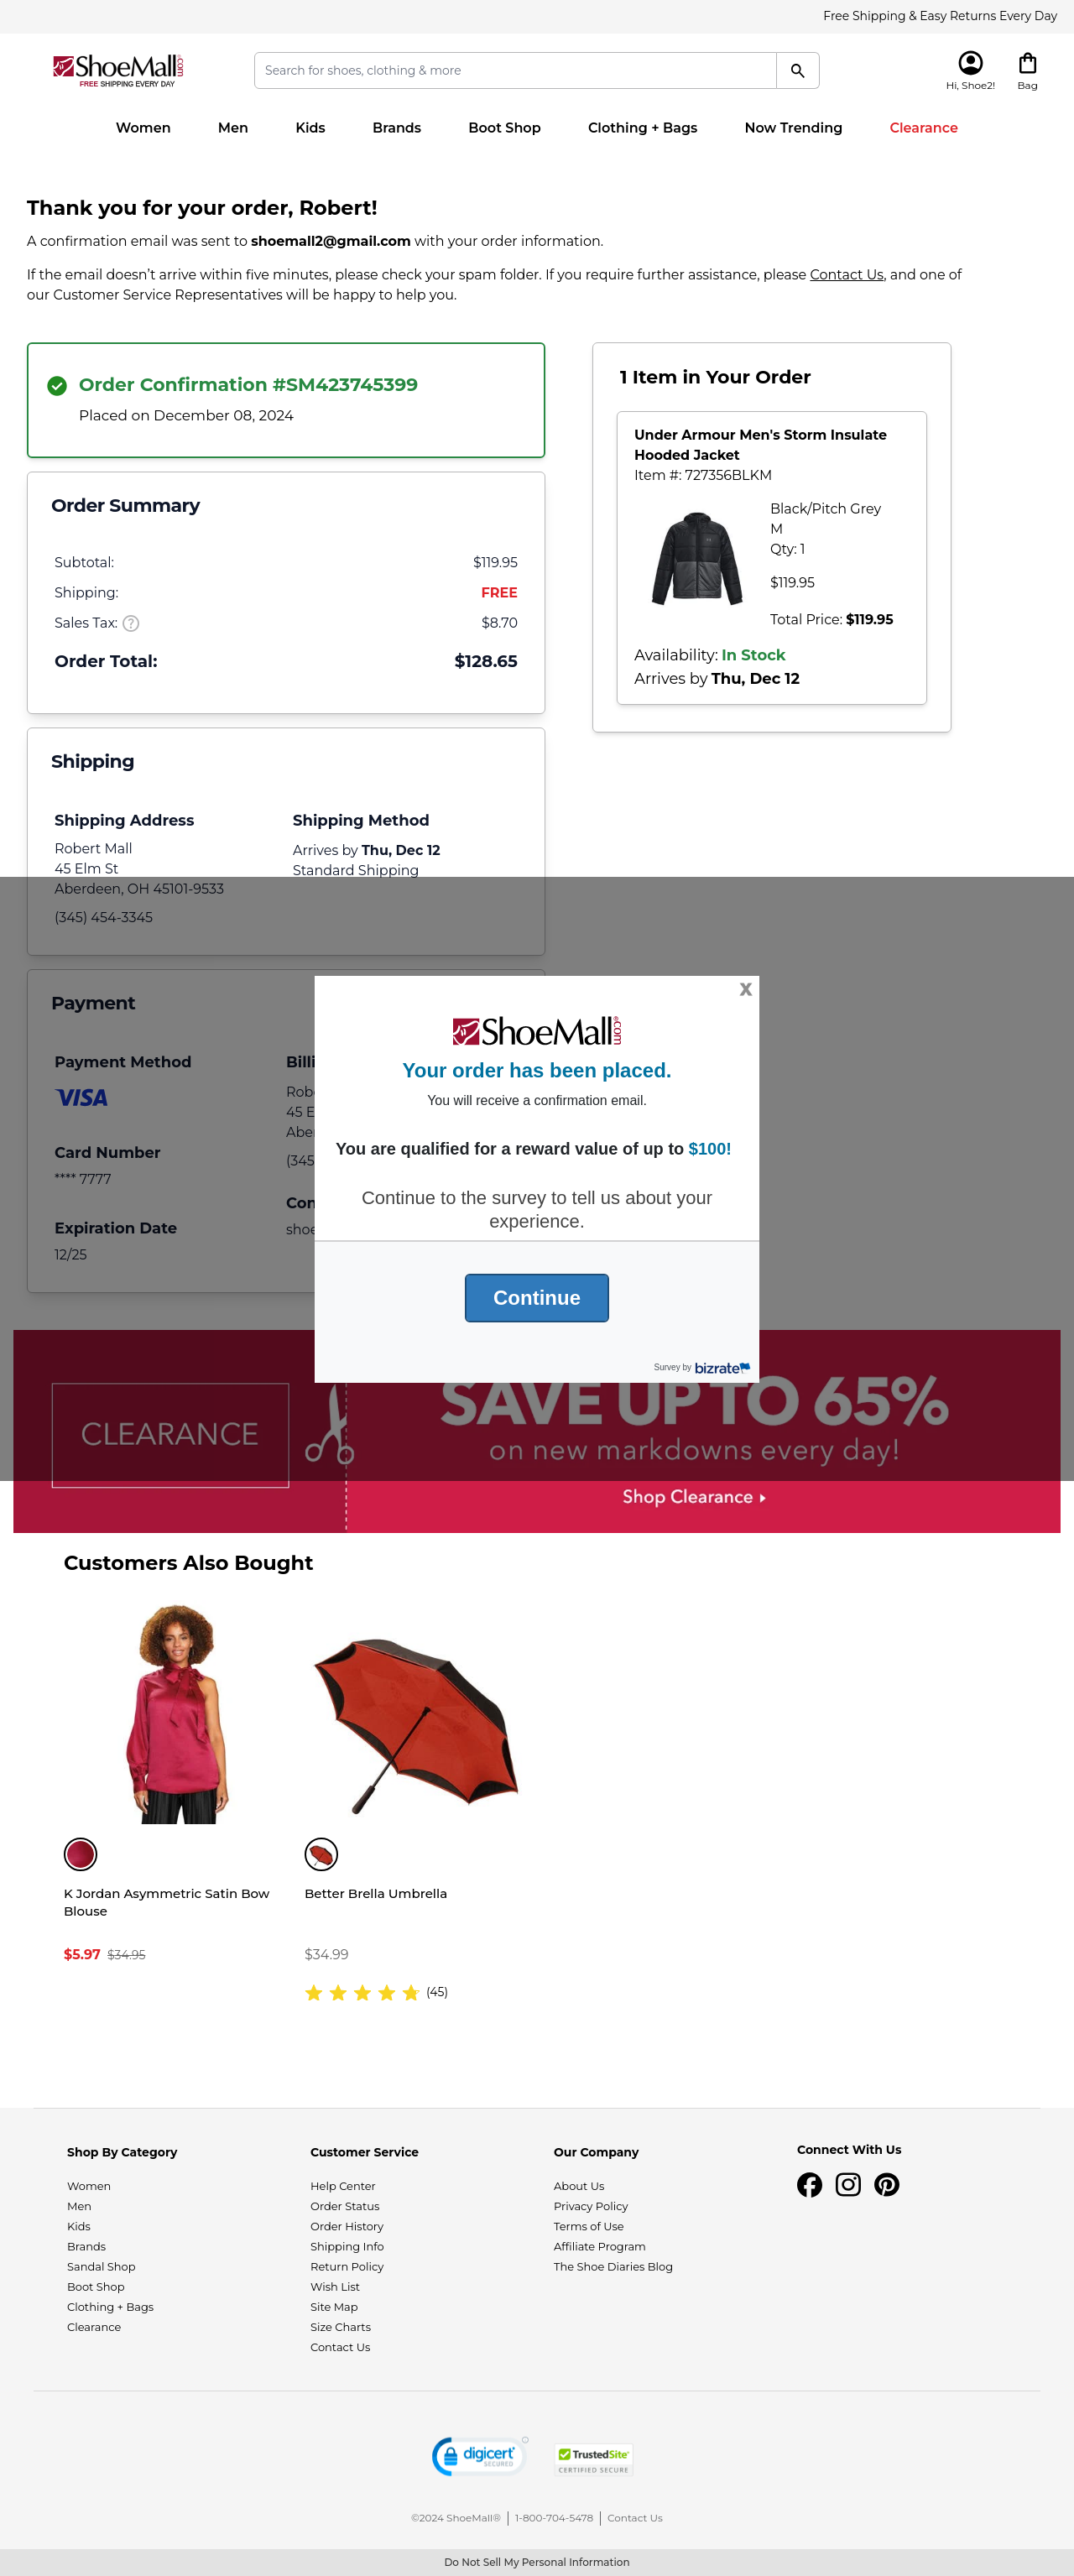 Free Shipping & Easy Returns Every Day
ShoeMall.com
FREE SHIPPING EVERY DAY
Search for shoes, clothing & more
Hi, Shoe2!
Bag
Women Men Kids Brands Boot Shop Clothing + Bags Now Trending Clearance
Thank you for your order, Robert!
A confirmation email was sent to shoemall2@gmail.com with your order information.
If the email doesn't arrive within five minutes, please check your spam folder. If you require further assistance, please Contact Us, and one of
our Customer Service Representatives will be happy to help you.
Order Confirmation #SM423745399
Placed on December 08, 2024
Order Summary
Subtotal: $119.95
Shipping: FREE
Sales Tax: ? $8.70
Order Total: $128.65
1 Item in Your Order
Under Armour Men's Storm Insulate
Hooded Jacket
Item #: 727356BLKM
Black/Pitch Grey
M
Qty: 1
$119.95
Total Price: $119.95
Availability: In Stock
Arrives by Thu, Dec 12
Shipping
Shipping Address
Robert Mall
45 Elm St
Aberdeen, OH 45101-9533
(345) 454-3345
Shipping Method
Arrives by Thu, Dec 12
Standard Shipping
Payment
Payment Method
VISA
Card Number
**** 7777
Expiration Date
12/25
Billi
Robe
45 E
Aber
(345
Con
shoe
X
ShoeMall.com
Your order has been placed.
You will receive a confirmation email.
You are qualified for a reward value of up to $100!
Continue to the survey to tell us about your
experience.
Continue
Survey by bizrate
CLEARANCE
SAVE UP TO 65%
on new markdowns every day!
Shop Clearance
Customers Also Bought
K Jordan Asymmetric Satin Bow
Blouse
$5.97 $34.95
Better Brella Umbrella
$34.99
(45)
Shop By Category
Women
Men
Kids
Brands
Sandal Shop
Boot Shop
Clothing + Bags
Clearance
Customer Service
Help Center
Order Status
Order History
Shipping Info
Return Policy
Wish List
Site Map
Size Charts
Contact Us
Our Company
About Us
Privacy Policy
Terms of Use
Affiliate Program
The Shoe Diaries Blog
Connect With Us
digicert
SECURED
TrustedSite
CERTIFIED SECURE
©2024 ShoeMall® | 1-800-704-5478 | Contact Us
Do Not Sell My Personal Information